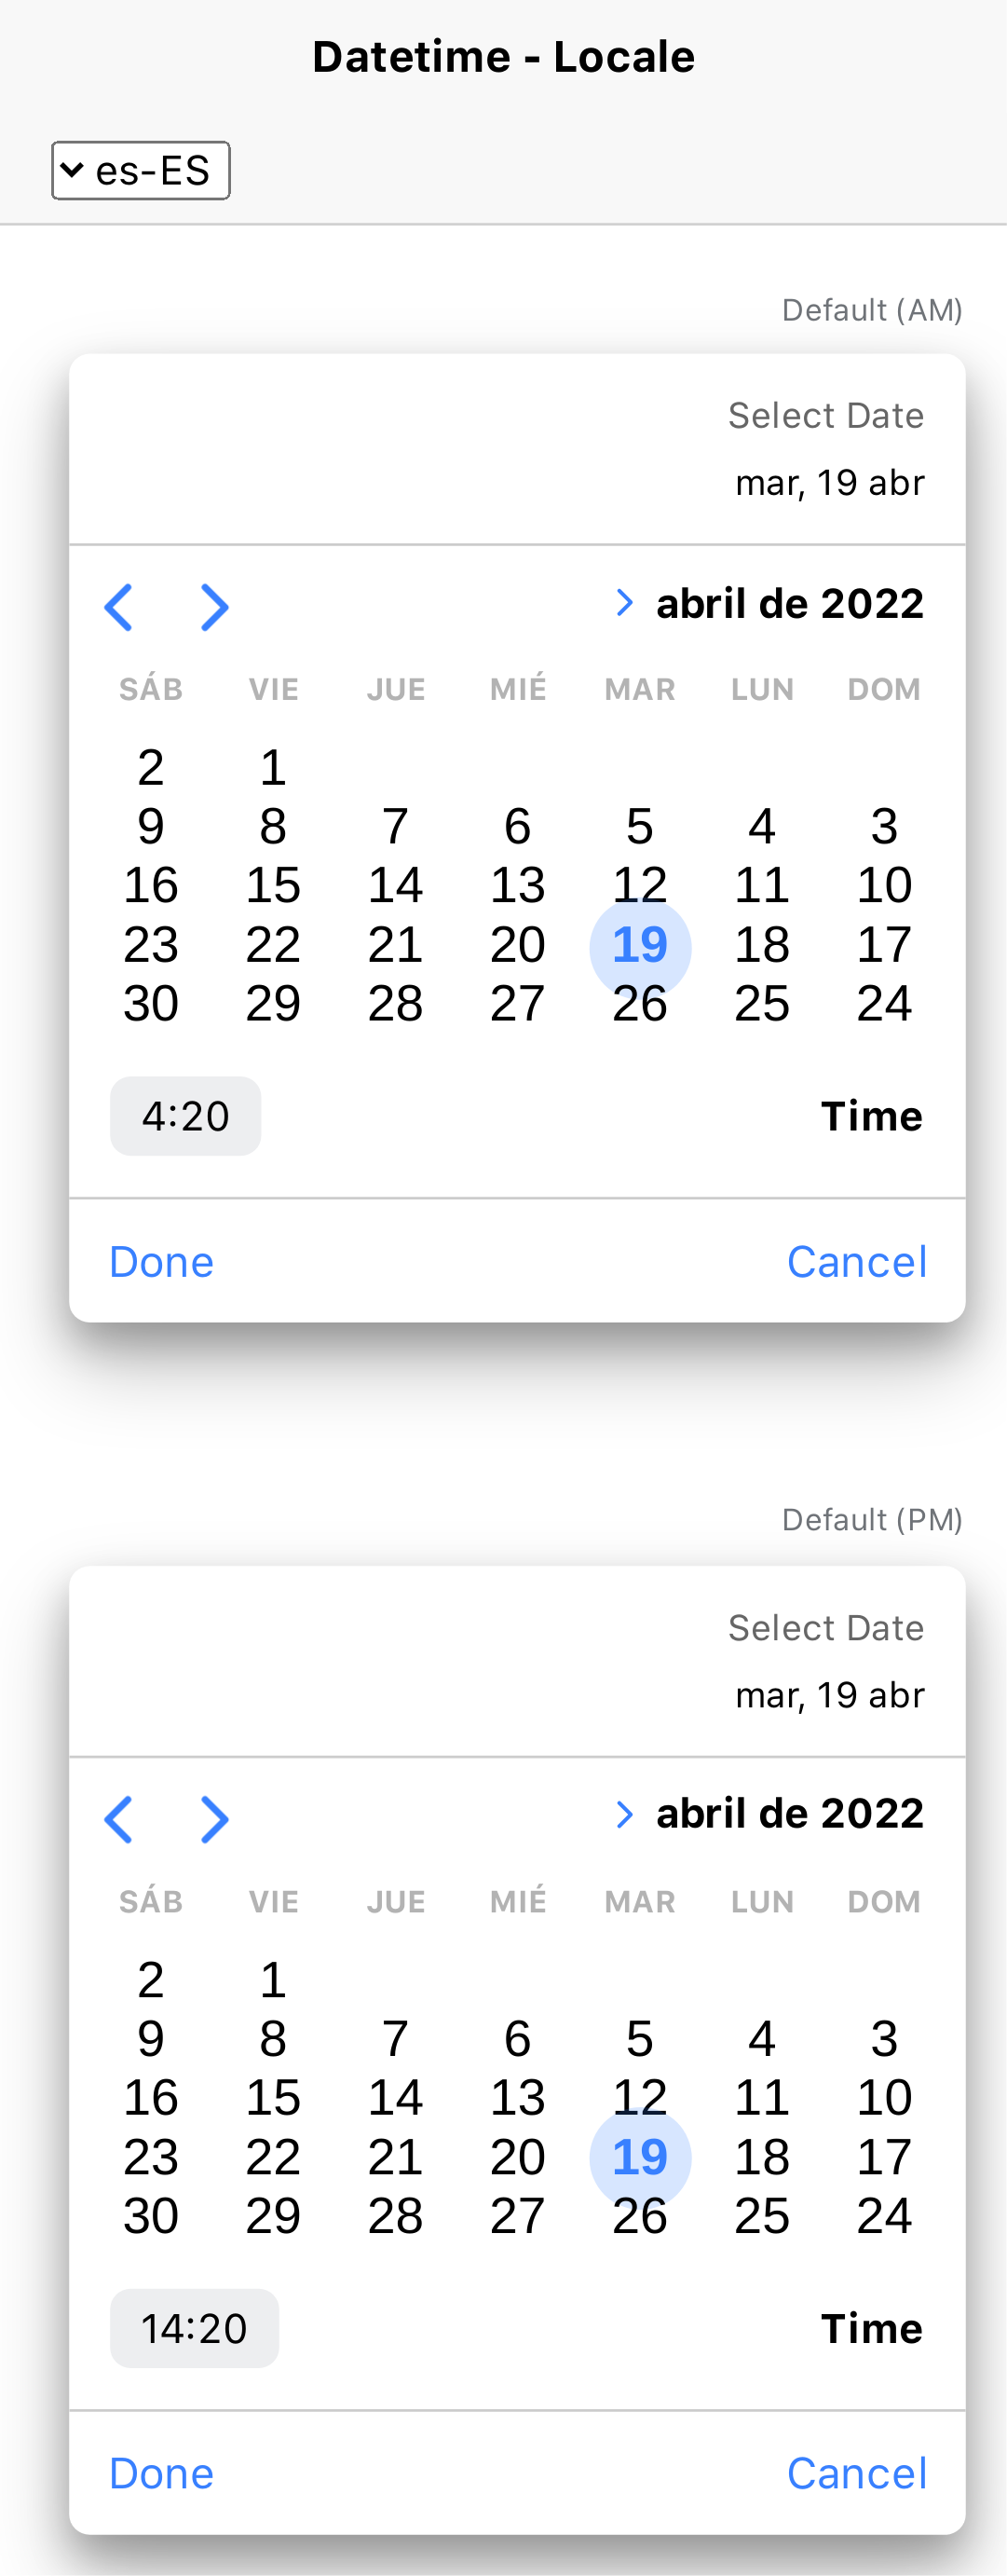 Datetime - Locale
es-ES
Default (AM)
Select Date
mar, 19 abr
abril de 2022
SÁB VIE JUE MIÉ MAR LUN DOM
2 1
9 8 7 6 5 4 3
16 15 14 13 12 11 10
23 22 21 20 19 18 17
30 29 28 27 26 25 24
4:20 Time
Done Cancel
Default (PM)
Select Date
mar, 19 abr
abril de 2022
SÁB VIE JUE MIÉ MAR LUN DOM
2 1
9 8 7 6 5 4 3
16 15 14 13 12 11 10
23 22 21 20 19 18 17
30 29 28 27 26 25 24
14:20 Time
Done Cancel